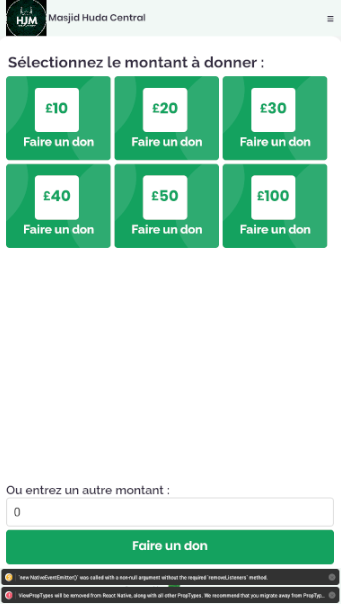 HJM
Masjid Huda Central
Sélectionnez le montant à donner :
£10
£20
£30
Faire un don
Faire un don
Faire un don
£40
£50
£100
Faire un don
Faire un don
Faire un don
Ou entrez un autre montant :
0
Faire un don
`new NativeEventEmitter()` was called with a non-null argument without the required `removeListeners` method.
ViewPropTypes will be removed from React Native, along with all other PropTypes. We recommend that you migrate away from PropTyp...